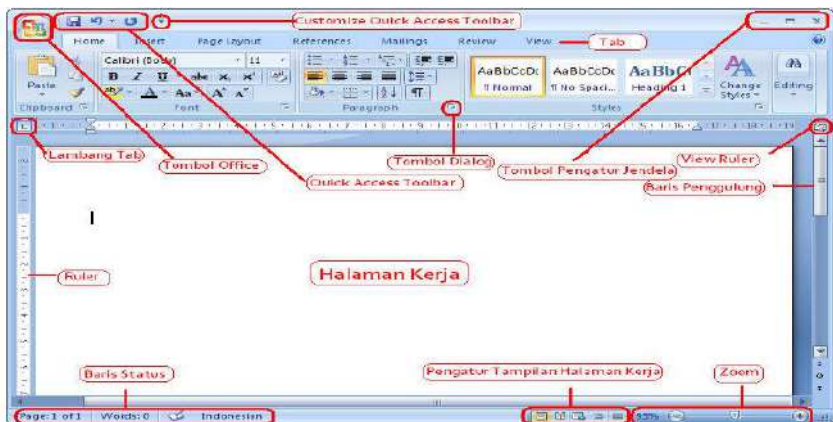 Customize Quick Access Toolbar
Home Insert Page Layout References Mailings Review View Tab
Calibri (Body) 11
Paste
B I U abe x, x'
Aa A A
AaBbCcDc AaBbCcDc AaBbC
¶ Normal ¶ No Spaci... Heading 1
Change Styles
Editing
Clipboard Font Paragraph Styles
Lambang Tab
Tombol Office
Quick Access Toolbar
Tombol Dialog
Tombol Pengatur Jendela
View Ruler
Baris Penggulung
Ruler
Halaman Kerja
Baris Status
Pengatur Tampilan Halaman Kerja
Zoom
Page: 1 of 1 Words: 0 Indonesian